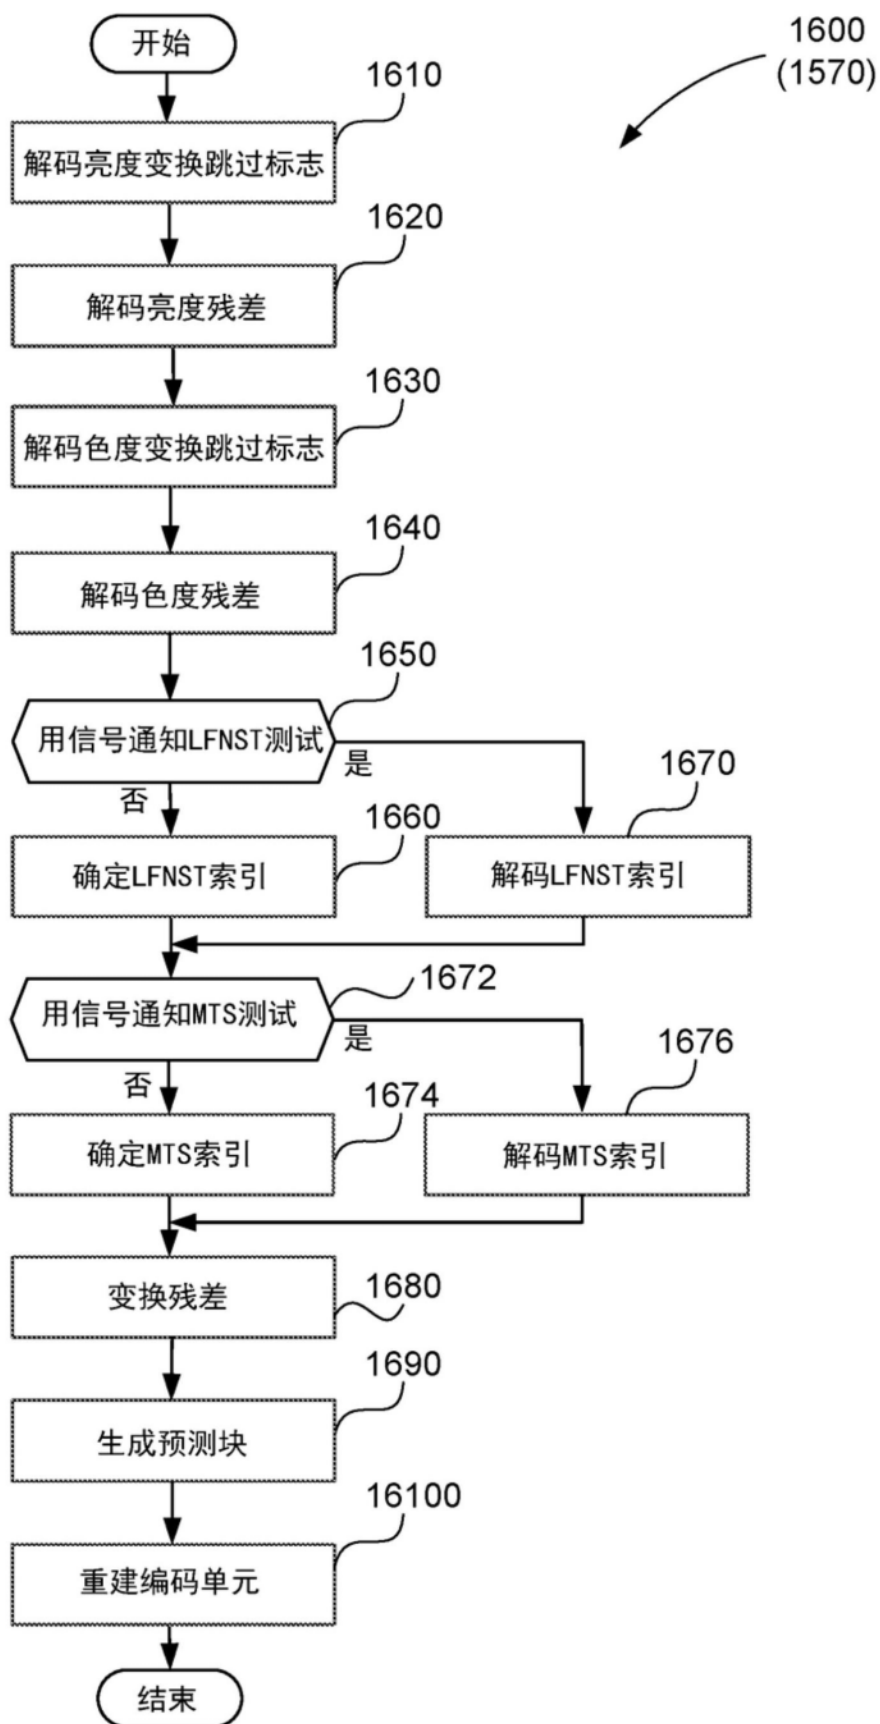 开始
1600
(1570)
1610
解码亮度变换跳过标志
1620
解码亮度残差
1630
解码色度变换跳过标志
1640
解码色度残差
1650
用信号通知LFNST测试
是
否
1660
1670
确定LFNST索引
解码LFNST索引
1672
用信号通知MTS测试
是
否
1674
1676
确定MTS索引
解码MTS索引
1680
变换残差
1690
生成预测块
16100
重建编码单元
结束